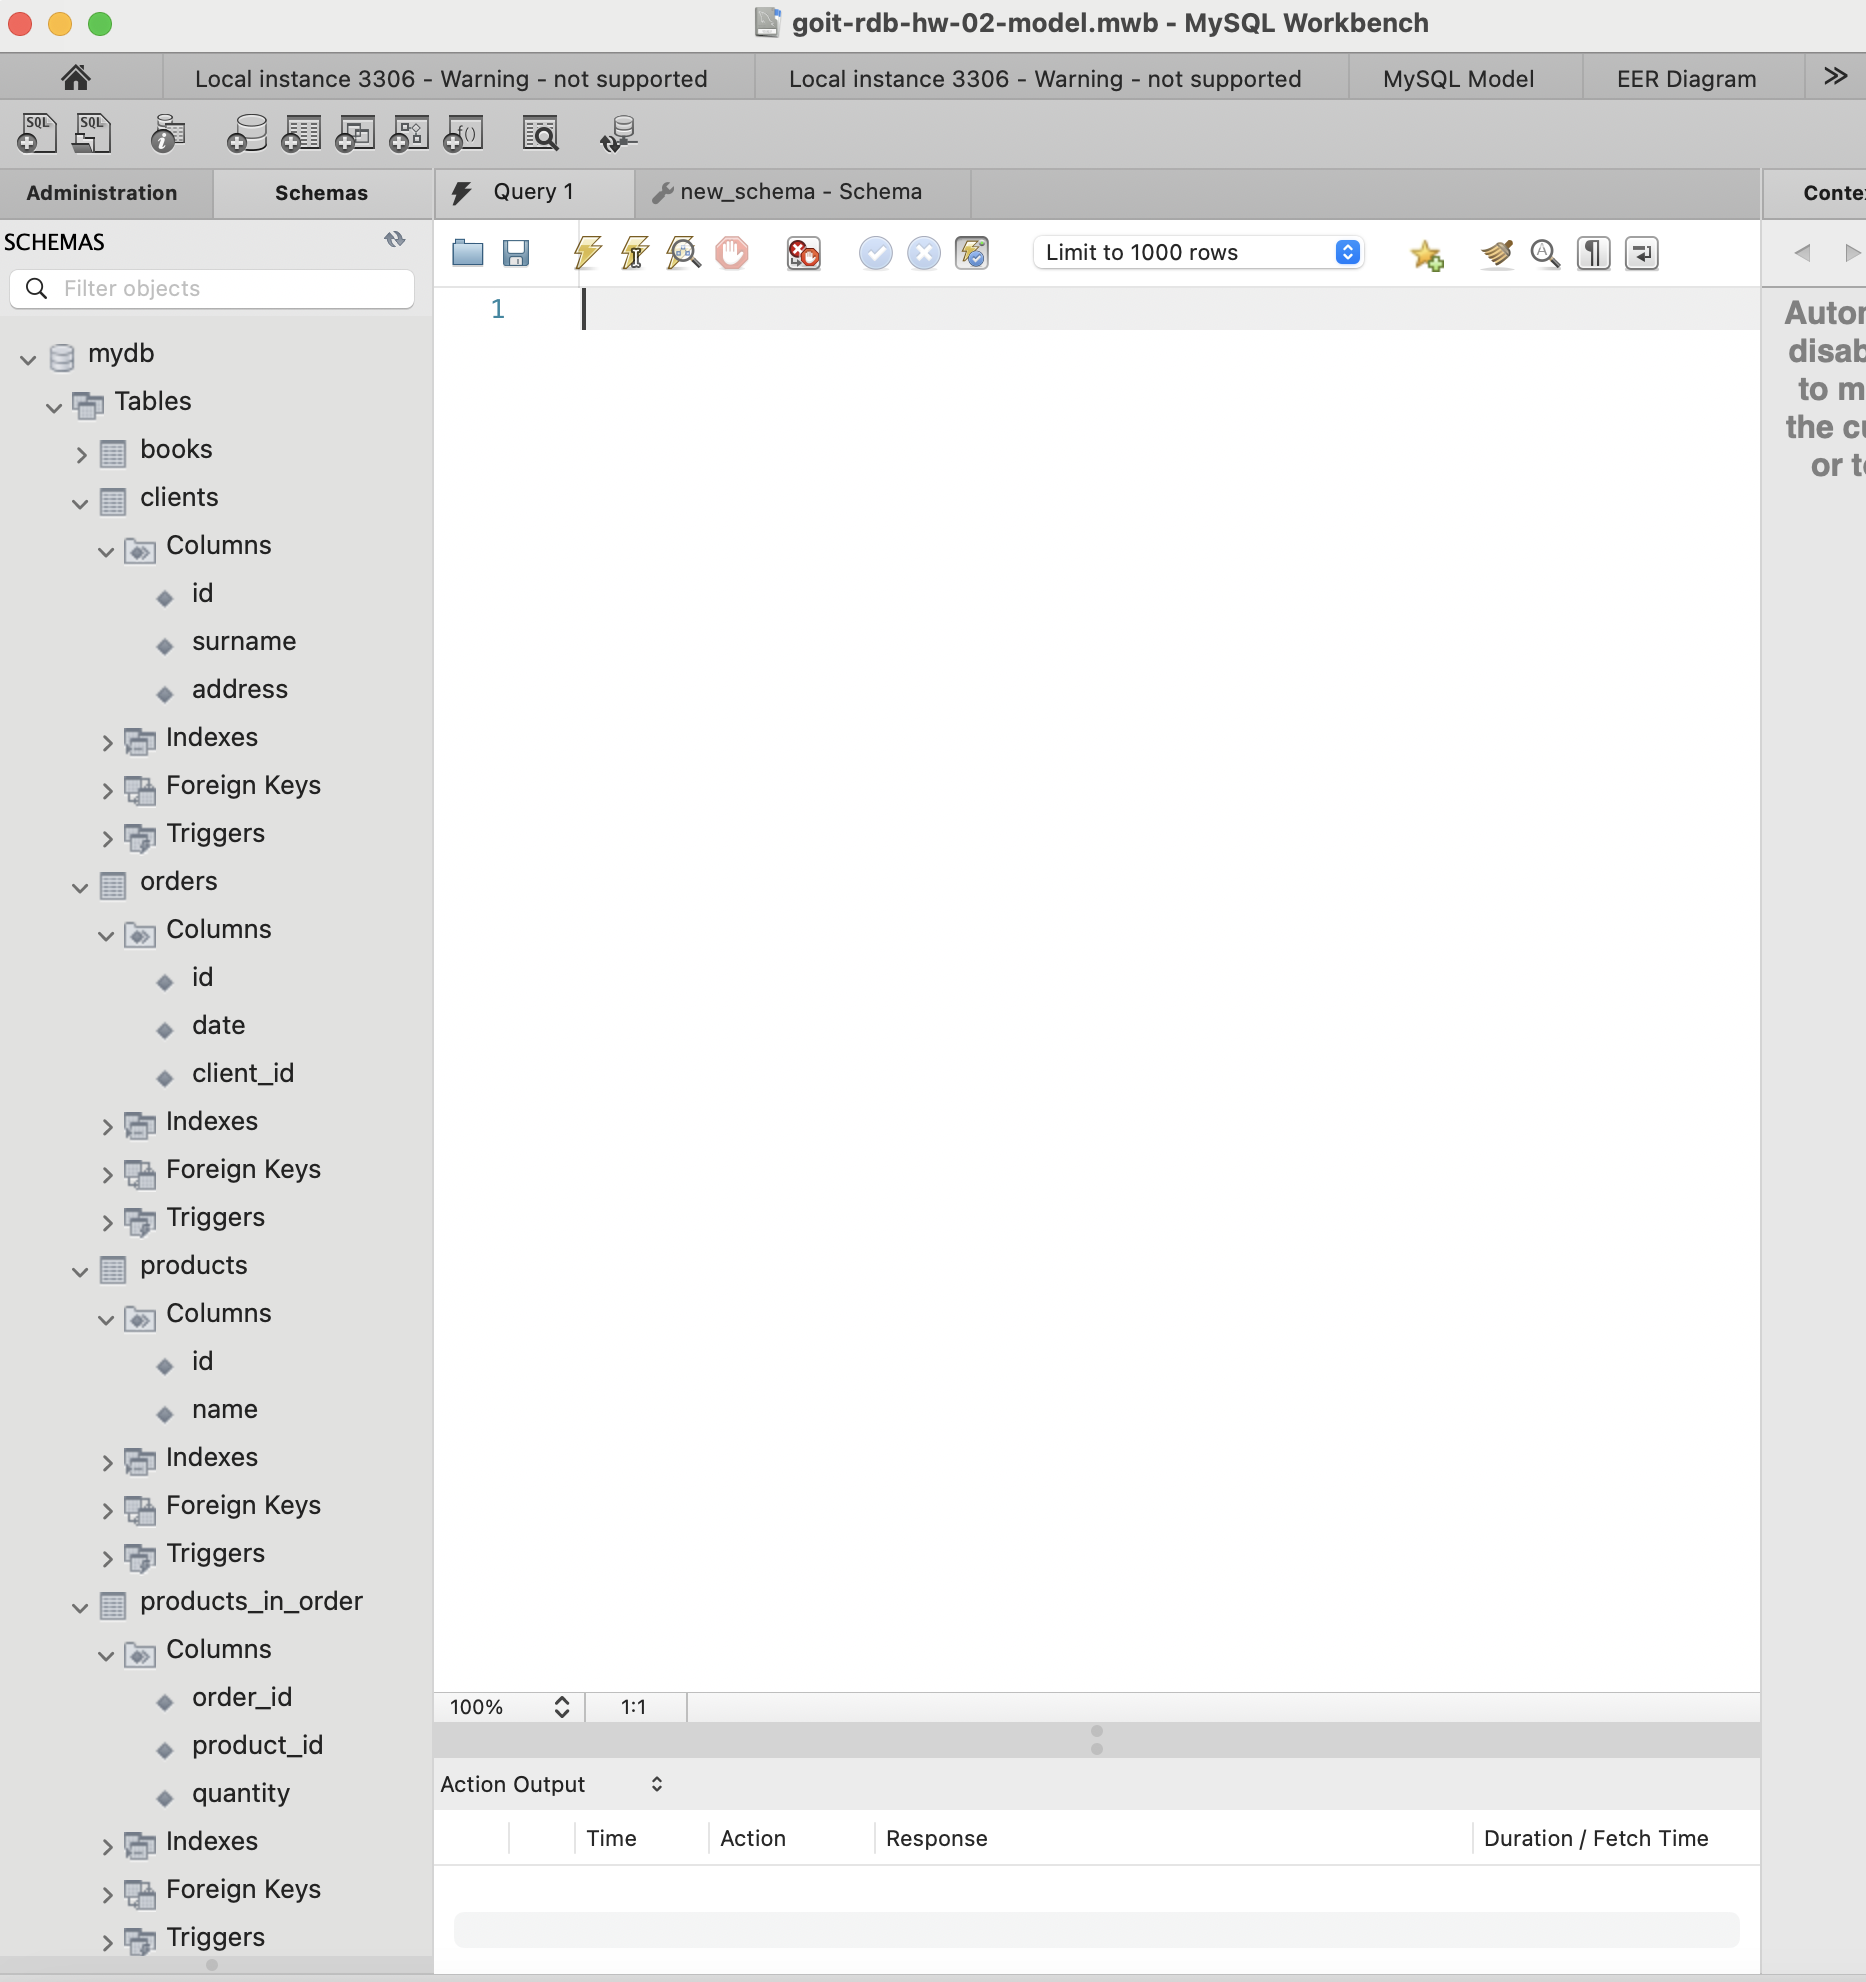 goit-rdb-hw-02-model.mwb - MySQL Workbench
Local instance 3306 - Warning - not supported
Local instance 3306 - Warning - not supported
MySQL Model
EER Diagram
SQL
SQL
f()
Administration
Schemas
Query 1
new_schema - Schema
Conte
SCHEMAS
Limit to 1000 rows
Filter objects
1
mydb
Tables
books
clients
Columns
id
surname
address
Indexes
Foreign Keys
Triggers
orders
Columns
id
date
client_id
Indexes
Foreign Keys
Triggers
products
Columns
id
name
Indexes
Foreign Keys
Triggers
products_in_order
Columns
order_id
product_id
quantity
Indexes
Foreign Keys
Triggers
disab
to m
the cu
or t
100%
1:1
Action Output
Time
Action
Response
Duration / Fetch Time